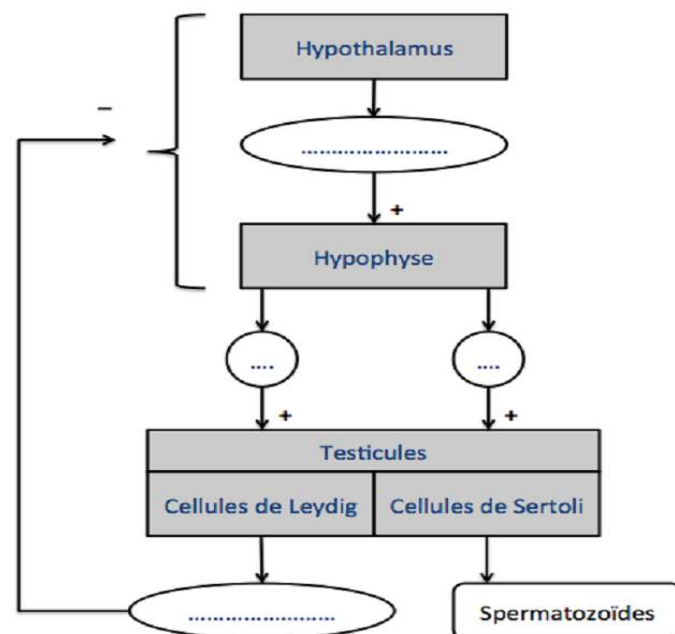 Hypothalamus
–
........................
+
Hypophyse
....
....
+
+
Testicules
Cellules de Leydig
Cellules de Sertoli
........................
Spermatozoïdes